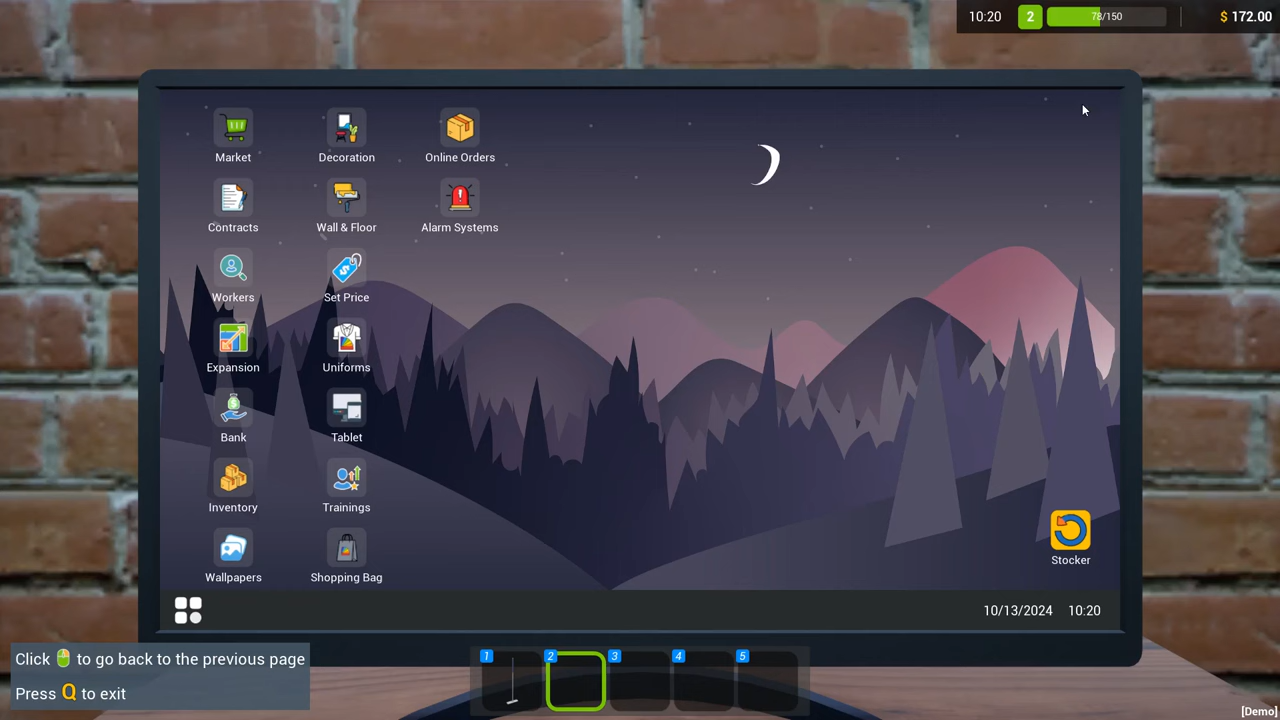 10:20 2 78/150 $ 172.00
Market Decoration Online Orders
Contracts Wall & Floor Alarm Systems
Workers Set Price
Expansion Uniforms
Bank Tablet
Inventory Trainings
Wallpapers Shopping Bag
Stocker
10/13/2024 10:20
Click to go back to the previous page
Press Q to exit
1 2 3 4 5
[Demo]